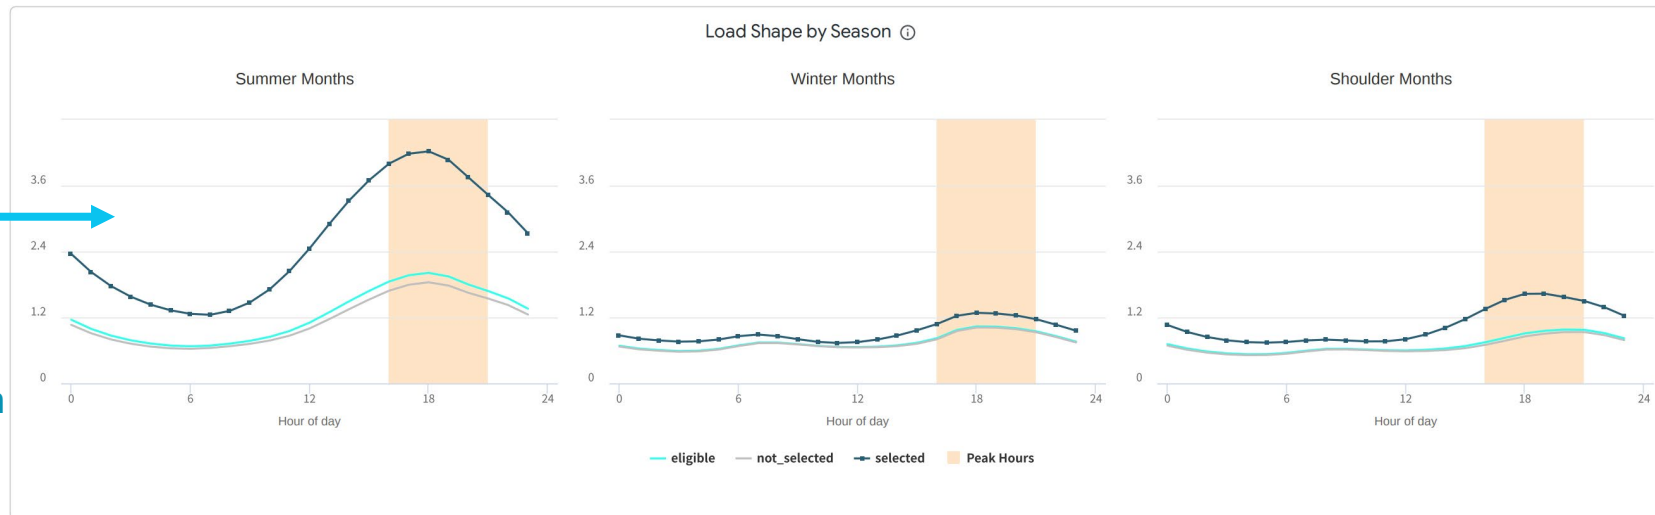 Load Shape by Season
Summer Months
3.6
2.4
1.2
0
0 6 12 18 24
Hour of day
Winter Months
3.6
2.4
1.2
0
0 6 12 18 24
Hour of day
Shoulder Months
3.6
2.4
1.2
0
0 6 12 18 24
Hour of day
eligible not_selected selected Peak Hours